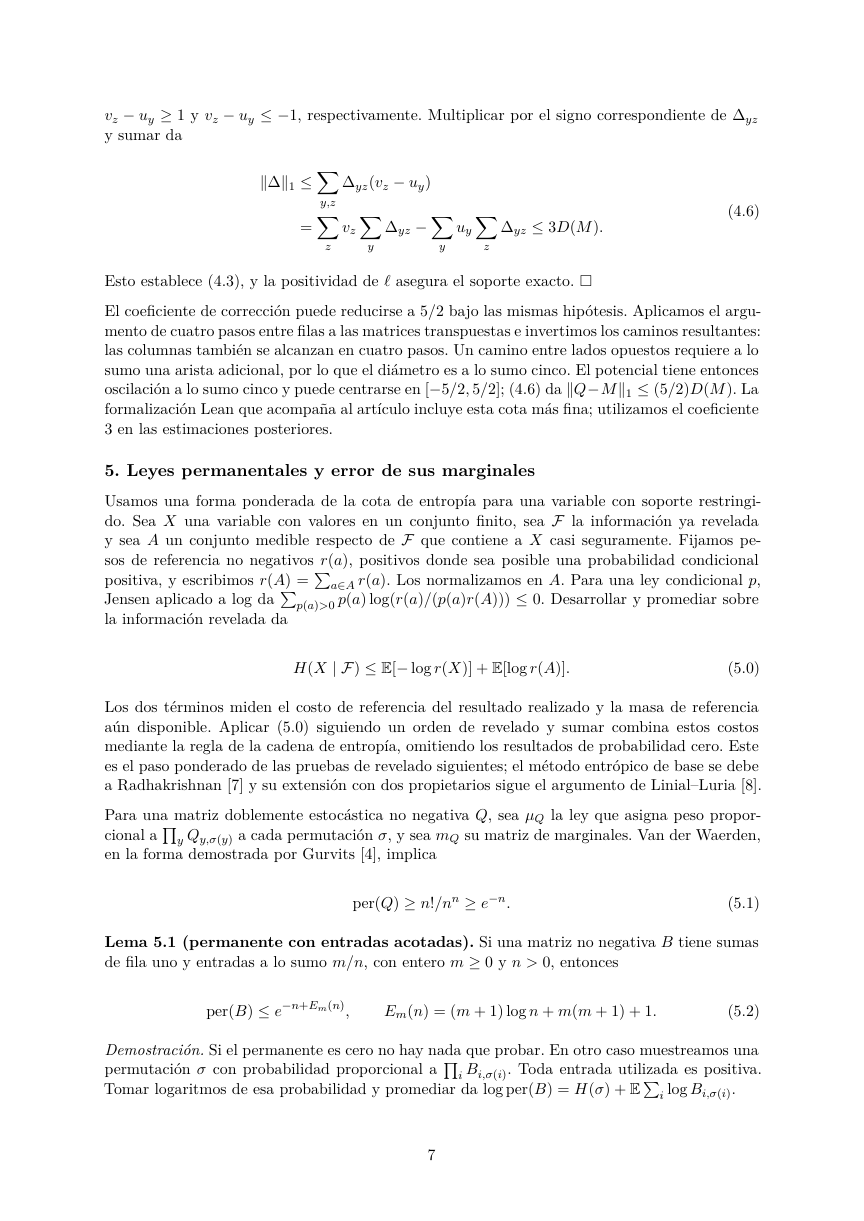 v_z − u_y ≥ 1 y v_z − u_y ≤ −1, respectivamente. Multiplicar por el signo correspondiente de Δ_{yz}
y sumar da
‖Δ‖_1 ≤ ∑_{y,z} Δ_{yz}(v_z − u_y)
= ∑_z v_z ∑_y Δ_{yz} − ∑_y u_y ∑_z Δ_{yz} ≤ 3D(M). (4.6)
Esto establece (4.3), y la positividad de ℓ asegura el soporte exacto. □
El coeficiente de corrección puede reducirse a 5/2 bajo las mismas hipótesis. Aplicamos el argu-
mento de cuatro pasos entre filas a las matrices transpuestas e invertimos los caminos resultantes:
las columnas también se alcanzan en cuatro pasos. Un camino entre lados opuestos requiere a lo
sumo una arista adicional, por lo que el diámetro es a lo sumo cinco. El potencial tiene entonces
oscilación a lo sumo cinco y puede centrarse en [−5/2, 5/2]; (4.6) da ‖Q−M‖_1 ≤ (5/2)D(M). La
formalización Lean que acompaña al artículo incluye esta cota más fina; utilizamos el coeficiente
3 en las estimaciones posteriores.
5. Leyes permanentales y error de sus marginales
Usamos una forma ponderada de la cota de entropía para una variable con soporte restringi-
do. Sea X una variable con valores en un conjunto finito, sea ℱ la información ya revelada
y sea A un conjunto medible respecto de ℱ que contiene a X casi seguramente. Fijamos pe-
sos de referencia no negativos r(a), positivos donde sea posible una probabilidad condicional
positiva, y escribimos r(A) = ∑_{a∈A} r(a). Los normalizamos en A. Para una ley condicional p,
Jensen aplicado a log da ∑_{p(a)>0} p(a) log(r(a)/(p(a)r(A))) ≤ 0. Desarrollar y promediar sobre
la información revelada da
H(X | ℱ) ≤ 𝔼[− log r(X)] + 𝔼[log r(A)]. (5.0)
Los dos términos miden el costo de referencia del resultado realizado y la masa de referencia
aún disponible. Aplicar (5.0) siguiendo un orden de revelado y sumar combina estos costos
mediante la regla de la cadena de entropía, omitiendo los resultados de probabilidad cero. Este
es el paso ponderado de las pruebas de revelado siguientes; el método entrópico de base se debe
a Radhakrishnan [7] y su extensión con dos propietarios sigue el argumento de Linial–Luria [8].
Para una matriz doblemente estocástica no negativa Q, sea μ_Q la ley que asigna peso propor-
cional a ∏_y Q_{y,σ(y)} a cada permutación σ, y sea m_Q su matriz de marginales. Van der Waerden,
en la forma demostrada por Gurvits [4], implica
per(Q) ≥ n!/n^n ≥ e^{−n}. (5.1)
Lema 5.1 (permanente con entradas acotadas). Si una matriz no negativa B tiene sumas
de fila uno y entradas a lo sumo m/n, con entero m ≥ 0 y n > 0, entonces
per(B) ≤ e^{−n+E_m(n)}, E_m(n) = (m + 1) log n + m(m + 1) + 1. (5.2)
Demostración. Si el permanente es cero no hay nada que probar. En otro caso muestreamos una
permutación σ con probabilidad proporcional a ∏_i B_{i,σ(i)}. Toda entrada utilizada es positiva.
Tomar logaritmos de esa probabilidad y promediar da log per(B) = H(σ) + 𝔼 ∑_i log B_{i,σ(i)}.
7